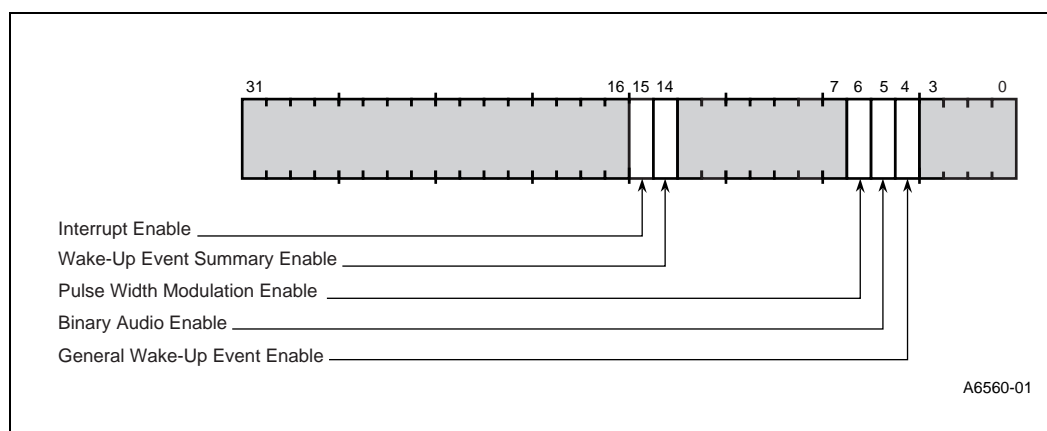 31 16 15 14 7 6 5 4 3 0
Interrupt Enable
Wake-Up Event Summary Enable
Pulse Width Modulation Enable
Binary Audio Enable
General Wake-Up Event Enable
A6560-01